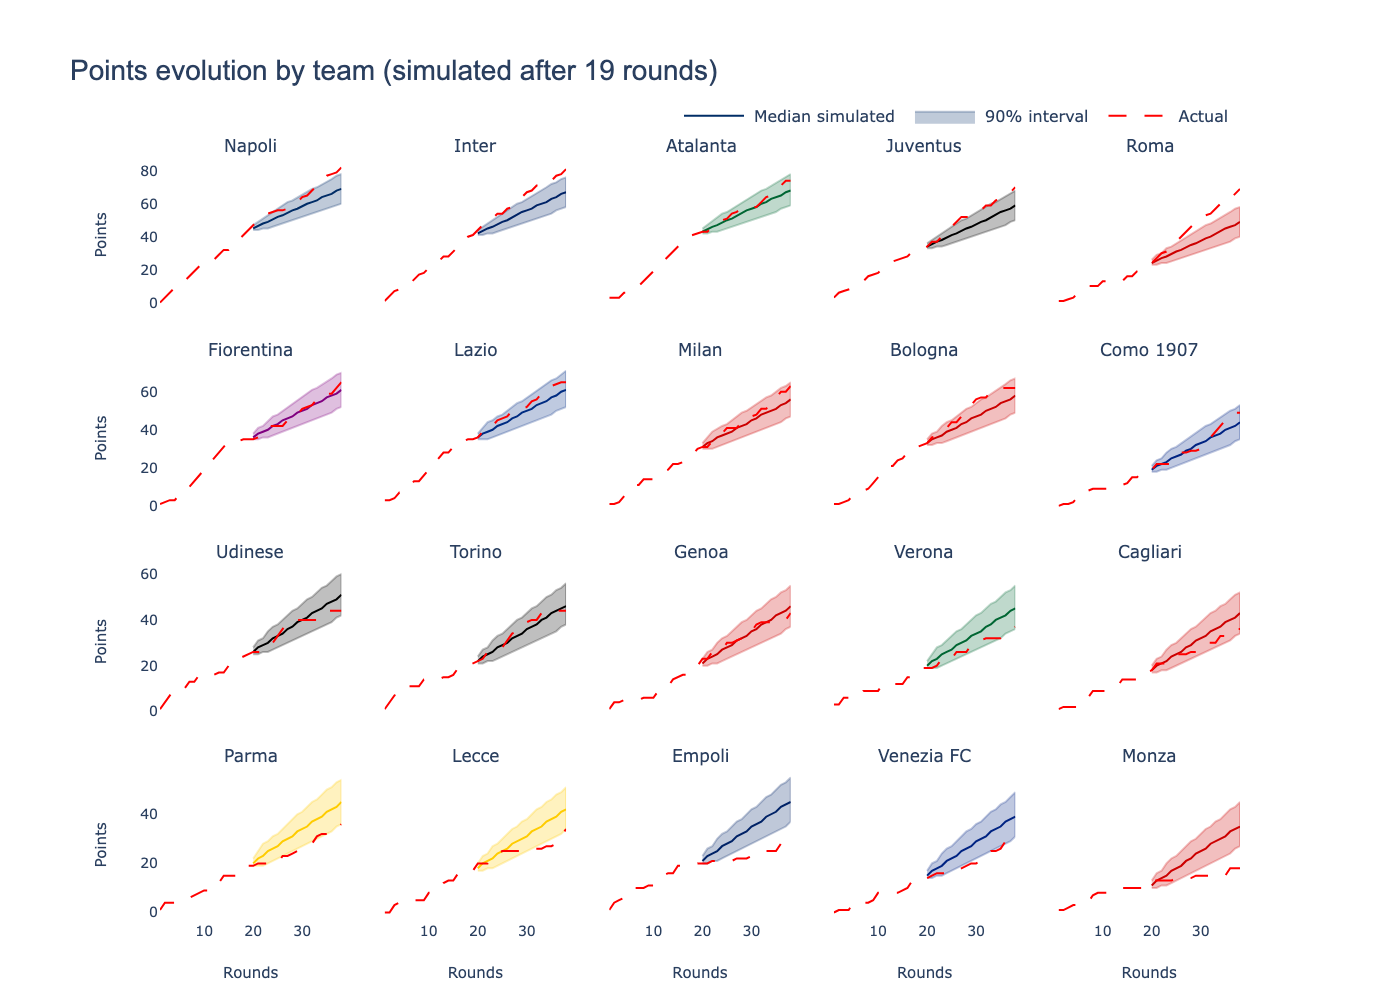 Points evolution by team (simulated after 19 rounds)
Median simulated 90% interval Actual
Napoli Inter Atalanta Juventus Roma
80
60
40
20
0
Points
Fiorentina Lazio Milan Bologna Como 1907
60
40
20
0
Points
Udinese Torino Genoa Verona Cagliari
60
40
20
0
Points
Parma Lecce Empoli Venezia FC Monza
40
20
0
Points
10 20 30 10 20 30 10 20 30 10 20 30 10 20 30
Rounds Rounds Rounds Rounds Rounds